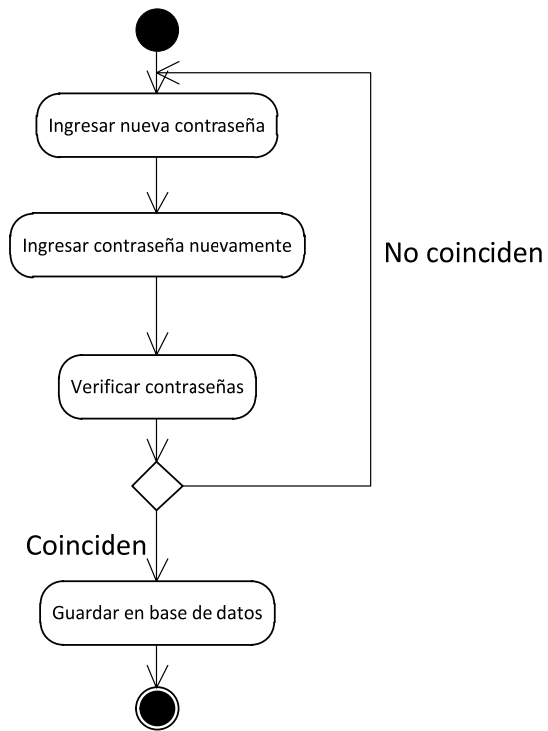 Ingresar nueva contraseña
Ingresar contraseña nuevamente
No coinciden
Verificar contraseñas
Coinciden
Guardar en base de datos